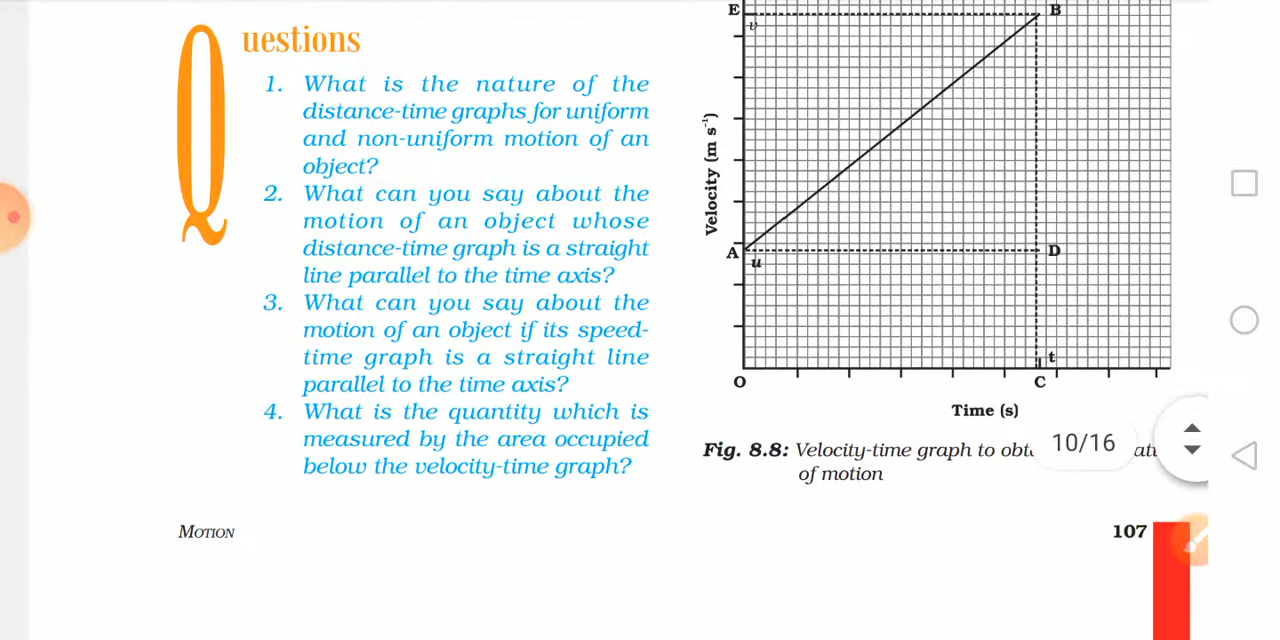 Questions
1. What is the nature of the
distance-time graphs for uniform
and non-uniform motion of an
object?
2. What can you say about the
motion of an object whose
distance-time graph is a straight
line parallel to the time axis?
3. What can you say about the
motion of an object if its speed-
time graph is a straight line
parallel to the time axis?
4. What is the quantity which is
measured by the area occupied
below the velocity-time graph?
MOTION
E
v
B
Velocity (m s⁻¹)
A
u
D
t
O
C
Time (s)
Fig. 8.8: Velocity-time graph to
of motion
10/16
107